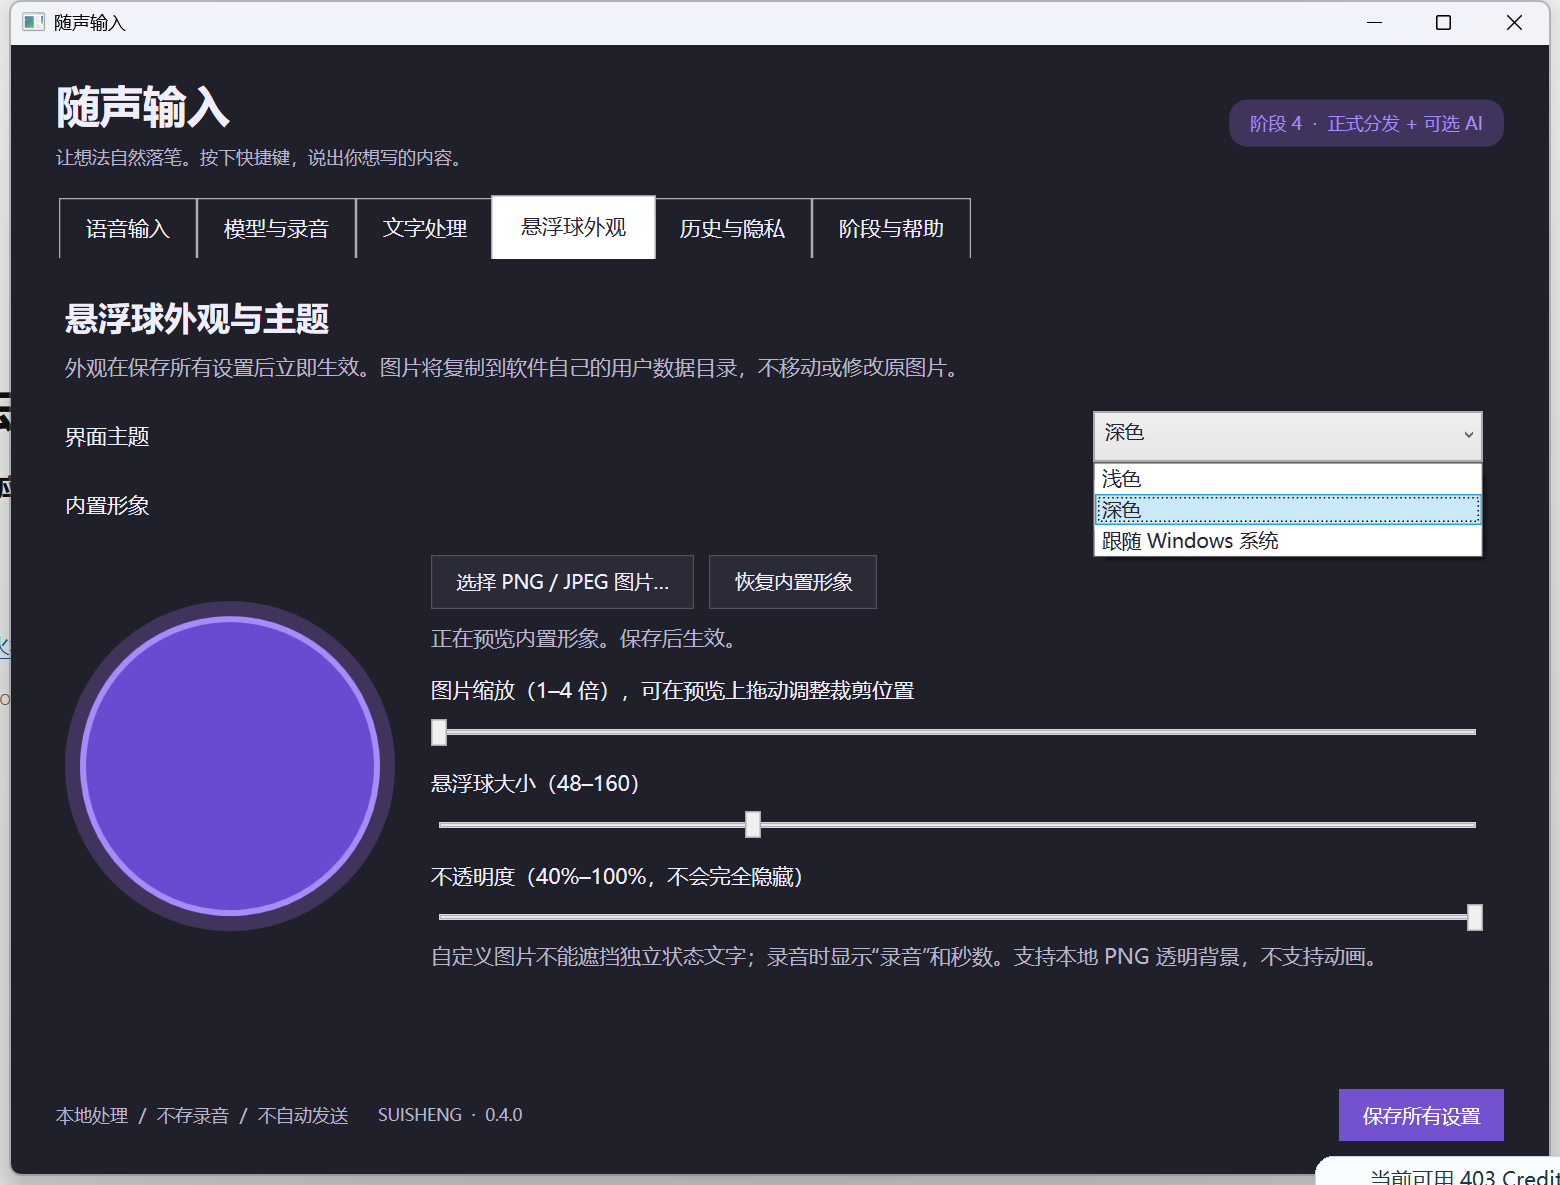 随声输入
随声输入
阶段 4 · 正式分发 + 可选 AI
让想法自然落笔。按下快捷键，说出你想写的内容。
语音输入
模型与录音
文字处理
悬浮球外观
历史与隐私
阶段与帮助
悬浮球外观与主题
外观在保存所有设置后立即生效。图片将复制到软件自己的用户数据目录，不移动或修改原图片。
界面主题
深色
浅色
深色
跟随 Windows 系统
内置形象
选择 PNG / JPEG 图片...
恢复内置形象
正在预览内置形象。保存后生效。
图片缩放（1–4 倍），可在预览上拖动调整裁剪位置
悬浮球大小（48–160）
不透明度（40%–100%，不会完全隐藏）
自定义图片不能遮挡独立状态文字；录音时显示“录音”和秒数。支持本地 PNG 透明背景，不支持动画。
本地处理 / 不存录音 / 不自动发送
SUISHENG · 0.4.0
保存所有设置
当前可用 403 Credit